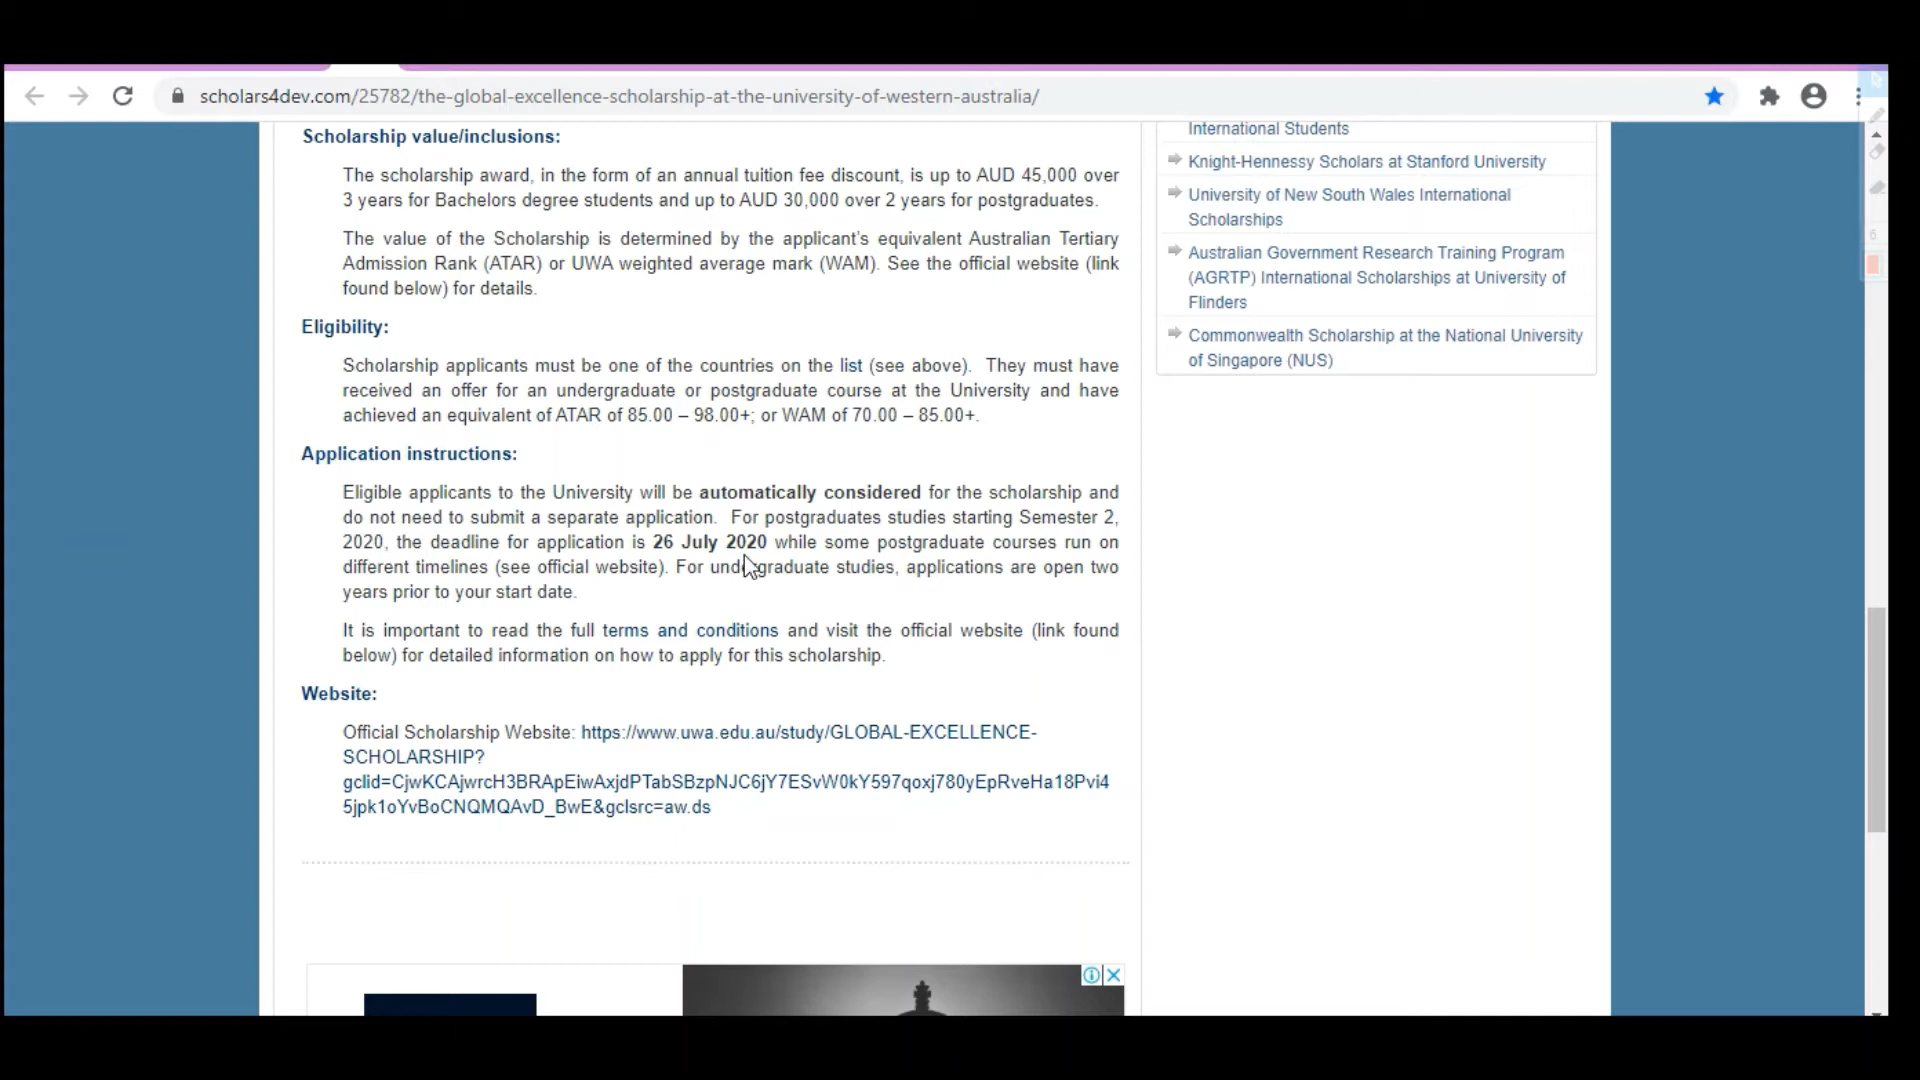 scholars4dev.com/25782/the-global-excellence-scholarship-at-the-university-of-western-australia/
Scholarship value/inclusions:
The scholarship award, in the form of an annual tuition fee discount, is up to AUD 45,000 over
3 years for Bachelors degree students and up to AUD 30,000 over 2 years for postgraduates.
The value of the Scholarship is determined by the applicant's equivalent Australian Tertiary
Admission Rank (ATAR) or UWA weighted average mark (WAM). See the official website (link
found below) for details.
Eligibility:
Scholarship applicants must be one of the countries on the list (see above). They must have
received an offer for an undergraduate or postgraduate course at the University and have
achieved an equivalent of ATAR of 85.00 – 98.00+; or WAM of 70.00 – 85.00+.
Application instructions:
Eligible applicants to the University will be automatically considered for the scholarship and
do not need to submit a separate application. For postgraduates studies starting Semester 2,
2020, the deadline for application is 26 July 2020 while some postgraduate courses run on
different timelines (see official website). For undergraduate studies, applications are open two
years prior to your start date.
It is important to read the full terms and conditions and visit the official website (link found
below) for detailed information on how to apply for this scholarship.
Website:
Official Scholarship Website: https://www.uwa.edu.au/study/GLOBAL-EXCELLENCE-
SCHOLARSHIP?
gclid=CjwKCAjwrcH3BRApEiwAxjdPTabSBzpNJC6jY7ESvW0kY597qoxj780yEpRveHa18Pvi4
5jpk1oYvBoCNQMQAvD_BwE&gclsrc=aw.ds
International Students
Knight-Hennessy Scholars at Stanford University
University of New South Wales International
Scholarships
Australian Government Research Training Program
(AGRTP) International Scholarships at University of
Flinders
Commonwealth Scholarship at the National University
of Singapore (NUS)
6